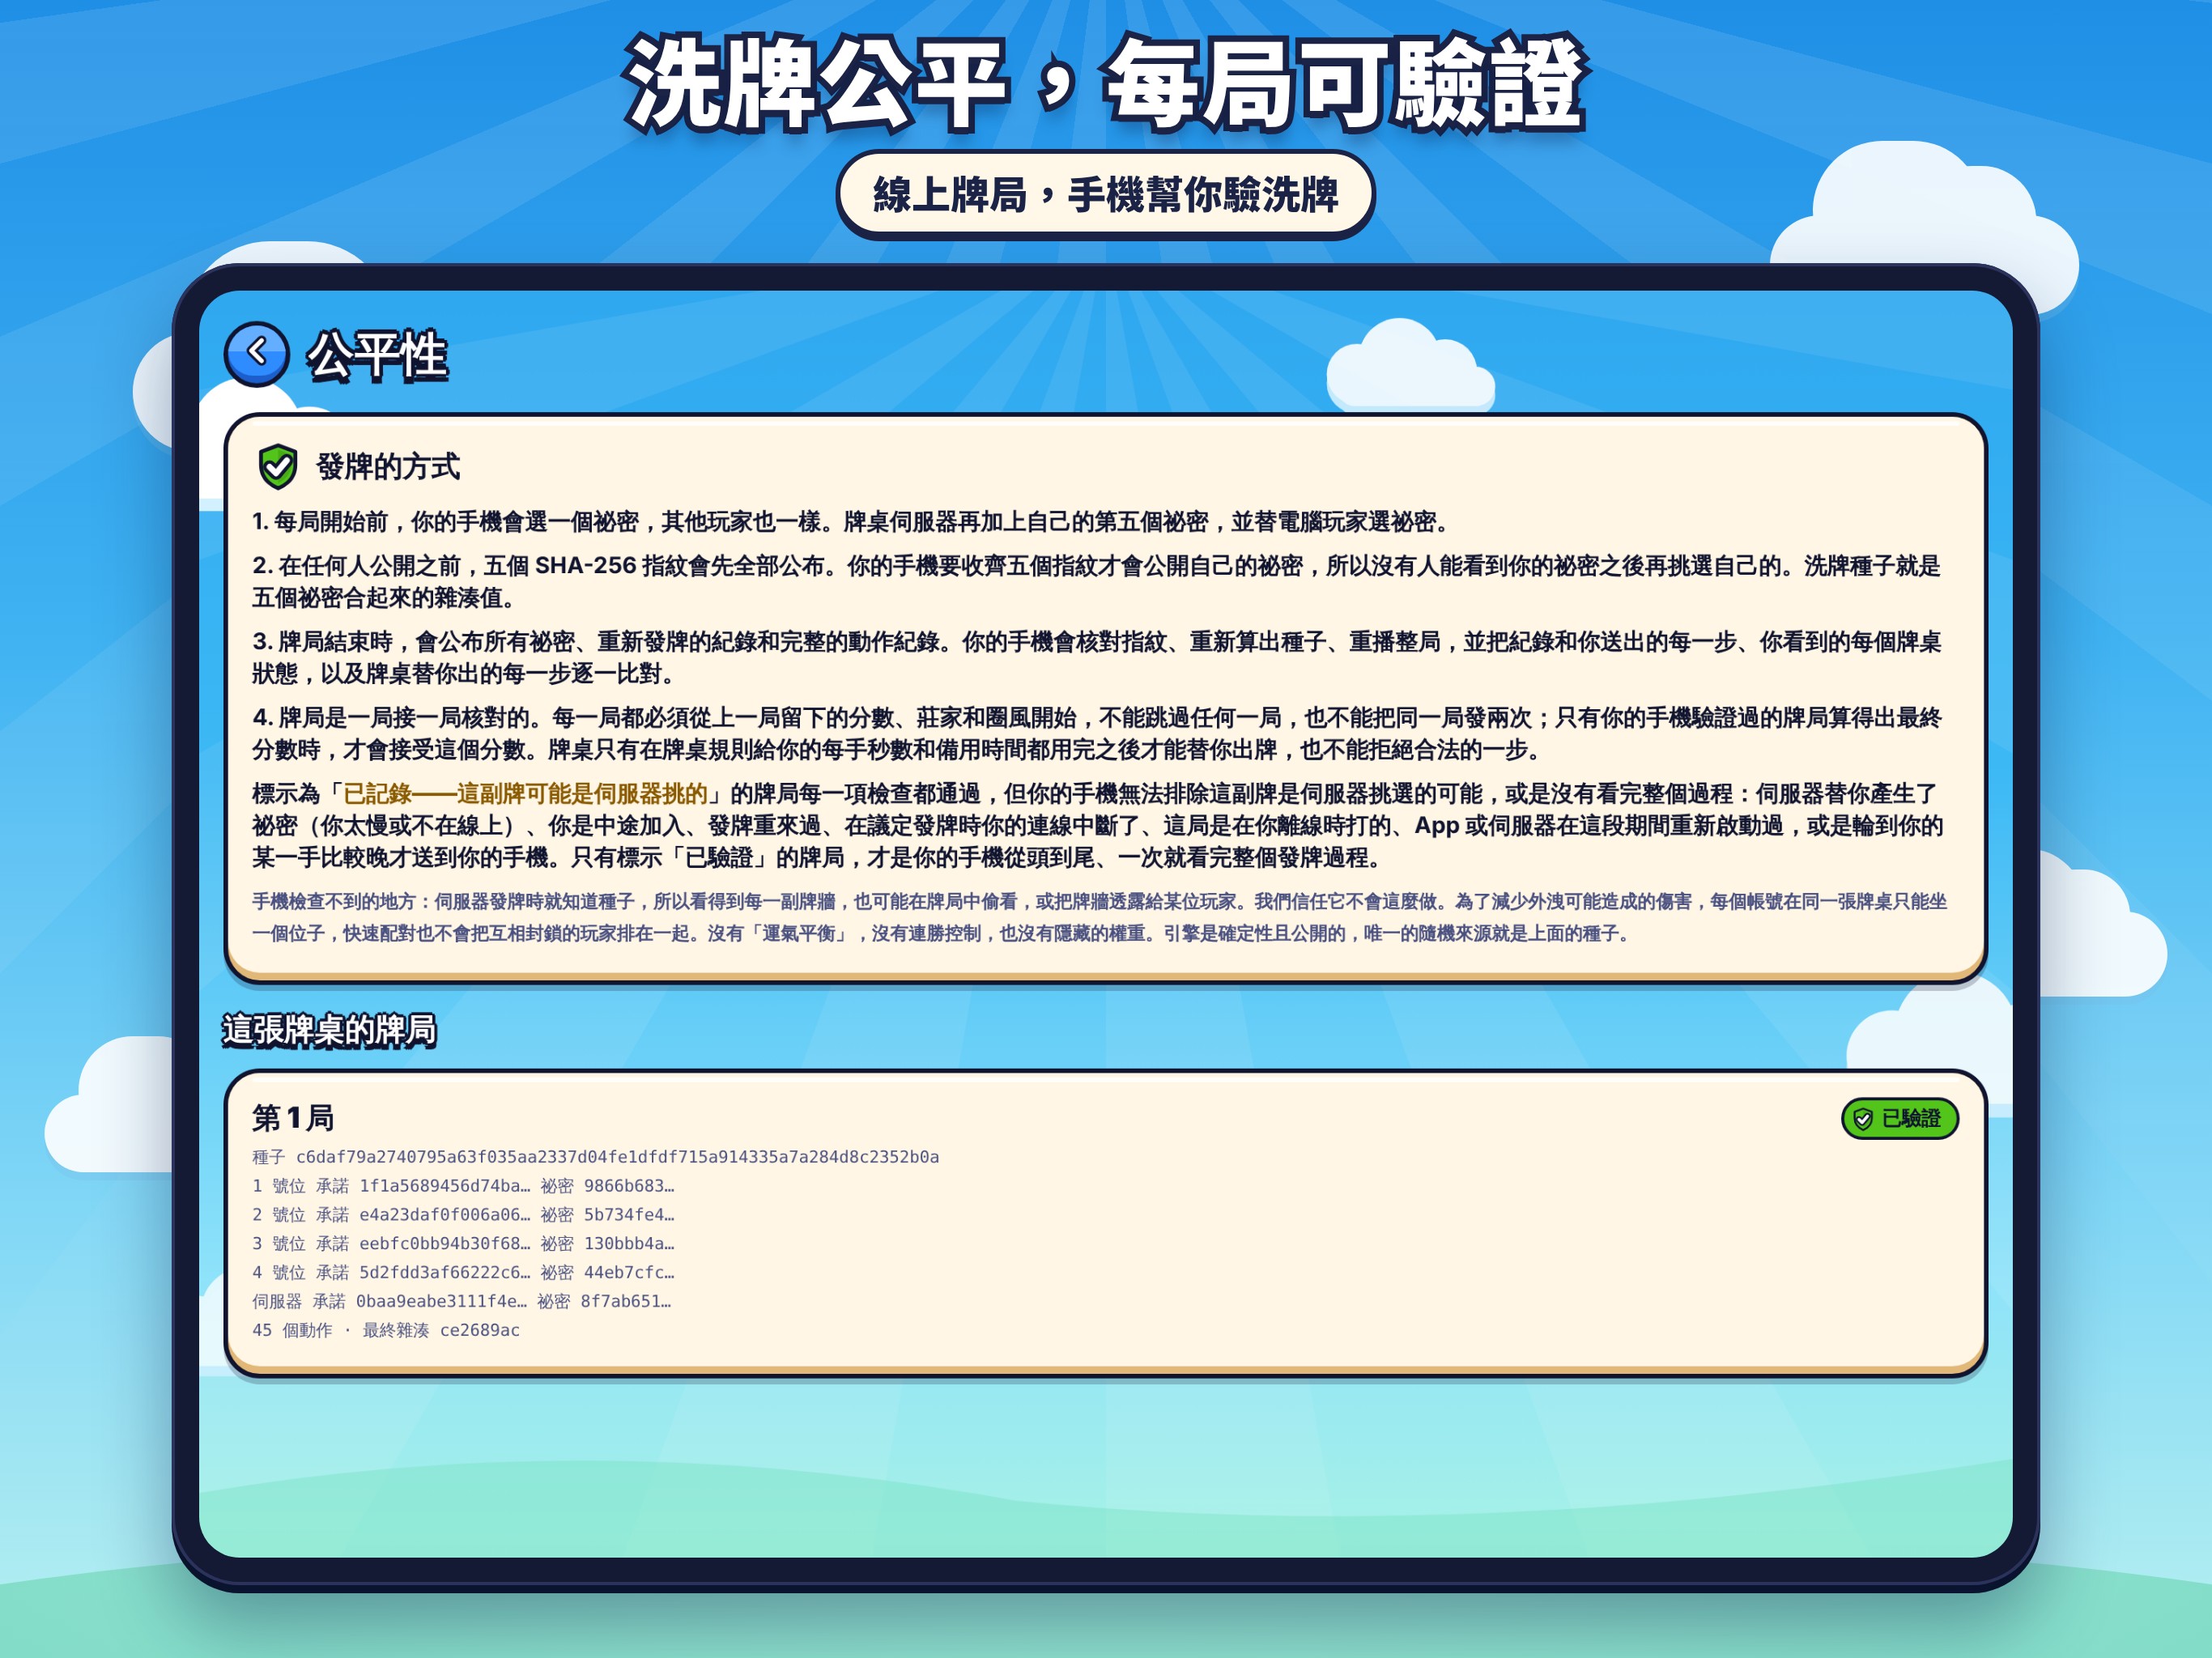 洗牌公平，每局可驗證
線上牌局，手機幫你驗洗牌
公平性
發牌的方式
1. 每局開始前，你的手機會選一個祕密，其他玩家也一樣。牌桌伺服器再加上自己的第五個祕密，並替電腦玩家選祕密。
2. 在任何人公開之前，五個 SHA-256 指紋會先全部公布。你的手機要收齊五個指紋才會公開自己的祕密，所以沒有人能看到你的祕密之後再挑選自己的。洗牌種子就是
五個祕密合起來的雜湊值。
3. 牌局結束時，會公布所有祕密、重新發牌的紀錄和完整的動作紀錄。你的手機會核對指紋、重新算出種子、重播整局，並把紀錄和你送出的每一步、你看到的每個牌桌
狀態，以及牌桌替你出的每一步逐一比對。
4. 牌局是一局接一局核對的。每一局都必須從上一局留下的分數、莊家和圈風開始，不能跳過任何一局，也不能把同一局發兩次；只有你的手機驗證過的牌局算得出最終
分數時，才會接受這個分數。牌桌只有在牌桌規則給你的每手秒數和備用時間都用完之後才能替你出牌，也不能拒絕合法的一步。
標示為「已記錄——這副牌可能是伺服器挑的」的牌局每一項檢查都通過，但你的手機無法排除這副牌是伺服器挑選的可能，或是沒有看完整個過程：伺服器替你產生了
祕密（你太慢或不在線上）、你是中途加入、發牌重來過、在議定發牌時你的連線中斷了、這局是在你離線時打的、App 或伺服器在這段期間重新啟動過，或是輪到你的
某一手比較晚才送到你的手機。只有標示「已驗證」的牌局，才是你的手機從頭到尾、一次就看完整個發牌過程。
手機檢查不到的地方：伺服器發牌時就知道種子，所以看得到每一副牌牆，也可能在牌局中偷看，或把牌牆透露給某位玩家。我們信任它不會這麼做。為了減少外洩可能造成的傷害，每個帳號在同一張牌桌只能坐
一個位子，快速配對也不會把互相封鎖的玩家排在一起。沒有「運氣平衡」，沒有連勝控制，也沒有隱藏的權重。引擎是確定性且公開的，唯一的隨機來源就是上面的種子。
這張牌桌的牌局
第 1 局
已驗證
種子 c6daf79a2740795a63f035aa2337d04fe1dfdf715a914335a7a284d8c2352b0a
1 號位 承諾 1f1a5689456d74ba… 祕密 9866b683…
2 號位 承諾 e4a23daf0f006a06… 祕密 5b734fe4…
3 號位 承諾 eebfc0bb94b30f68… 祕密 130bbb4a…
4 號位 承諾 5d2fdd3af66222c6… 祕密 44eb7cfc…
伺服器 承諾 0baa9eabe3111f4e… 祕密 8f7ab651…
45 個動作 · 最終雜湊 ce2689ac